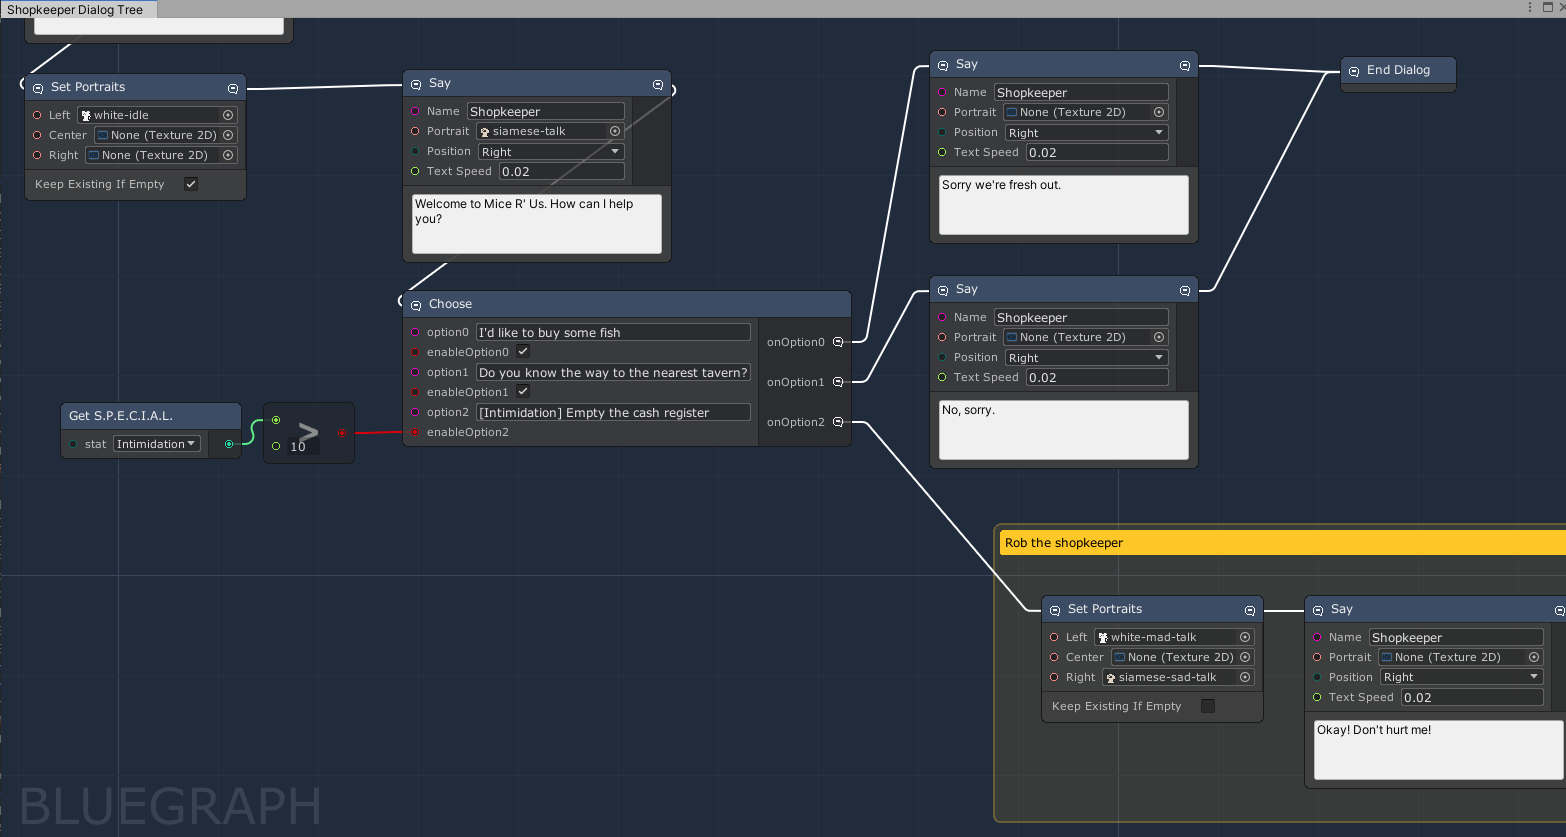 Shopkeeper Dialog Tree
Set Portraits
Left white-idle
Center None (Texture 2D)
Right None (Texture 2D)
Keep Existing If Empty
Say
Name Shopkeeper
Portrait siamese-talk
Position Right
Text Speed 0.02
Welcome to Mice R' Us. How can I help
you?
Choose
option0 I'd like to buy some fish
enableOption0
option1 Do you know the way to the nearest tavern?
enableOption1
option2 [Intimidation] Empty the cash register
enableOption2
onOption0
onOption1
onOption2
Get S.P.E.C.I.A.L.
stat Intimidation
>
10
Say
Name Shopkeeper
Portrait None (Texture 2D)
Position Right
Text Speed 0.02
Sorry we're fresh out.
End Dialog
Say
Name Shopkeeper
Portrait None (Texture 2D)
Position Right
Text Speed 0.02
No, sorry.
Rob the shopkeeper
Set Portraits
Left white-mad-talk
Center None (Texture 2D)
Right siamese-sad-talk
Keep Existing If Empty
Say
Name Shopkeeper
Portrait None (Texture 2D)
Position Right
Text Speed 0.02
Okay! Don't hurt me!
BLUEGRAPH